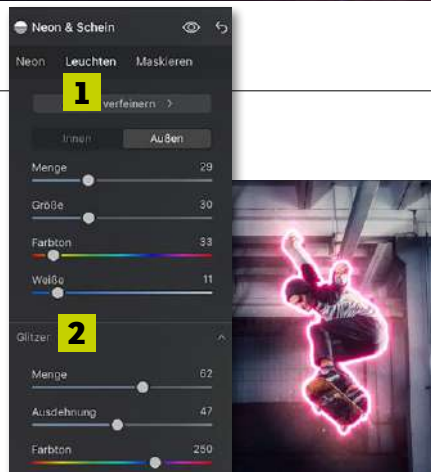 Neon & Schein
Neon Leuchten Maskieren
1
verfeinern >
Innen Außen
Menge 29
Größe 30
Farbton 33
Weiße 11
Glitzer 2
Menge 62
Ausdehnung 47
Farbton 250